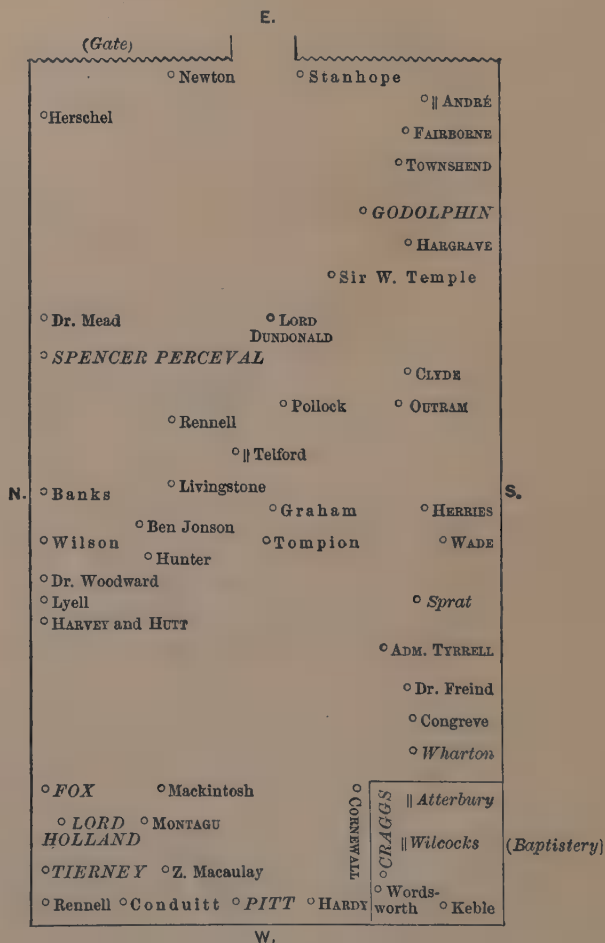 E.
(Gate)
Newton
Stanhope
|| ANDRÉ
Herschel
FAIRBORNE
TOWNSHEND
GODOLPHIN
HARGRAVE
Sir W. Temple
Dr. Mead
LORD
DUNDONALD
SPENCER PERCEVAL
CLYDE
Pollock
OUTRAM
Rennell
|| Telford
Livingstone
N.
Banks
S.
Graham
HERRIES
Ben Jonson
Wilson
Tompion
WADE
Hunter
Dr. Woodward
Lyell
Sprat
HARVEY and HUTT
ADM. TYRRELL
Dr. Freind
Congreve
Wharton
FOX
Mackintosh
CORNEWALL
CRAGGS
|| Atterbury
LORD
HOLLAND
MONTAGU
|| Wilcocks
(Baptistery)
TIERNEY
Z. Macaulay
Words-
worth
Keble
Rennell
Conduitt
PITT
HARDY
W.